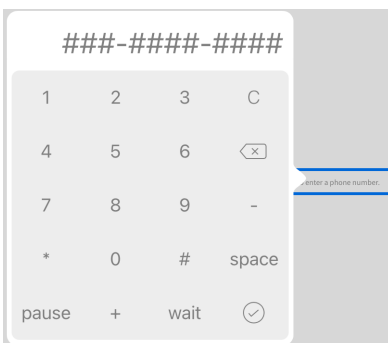 ###-####-####
1 2 3 C
4 5 6
enter a phone number.
7 8 9 -
* 0 # space
pause + wait